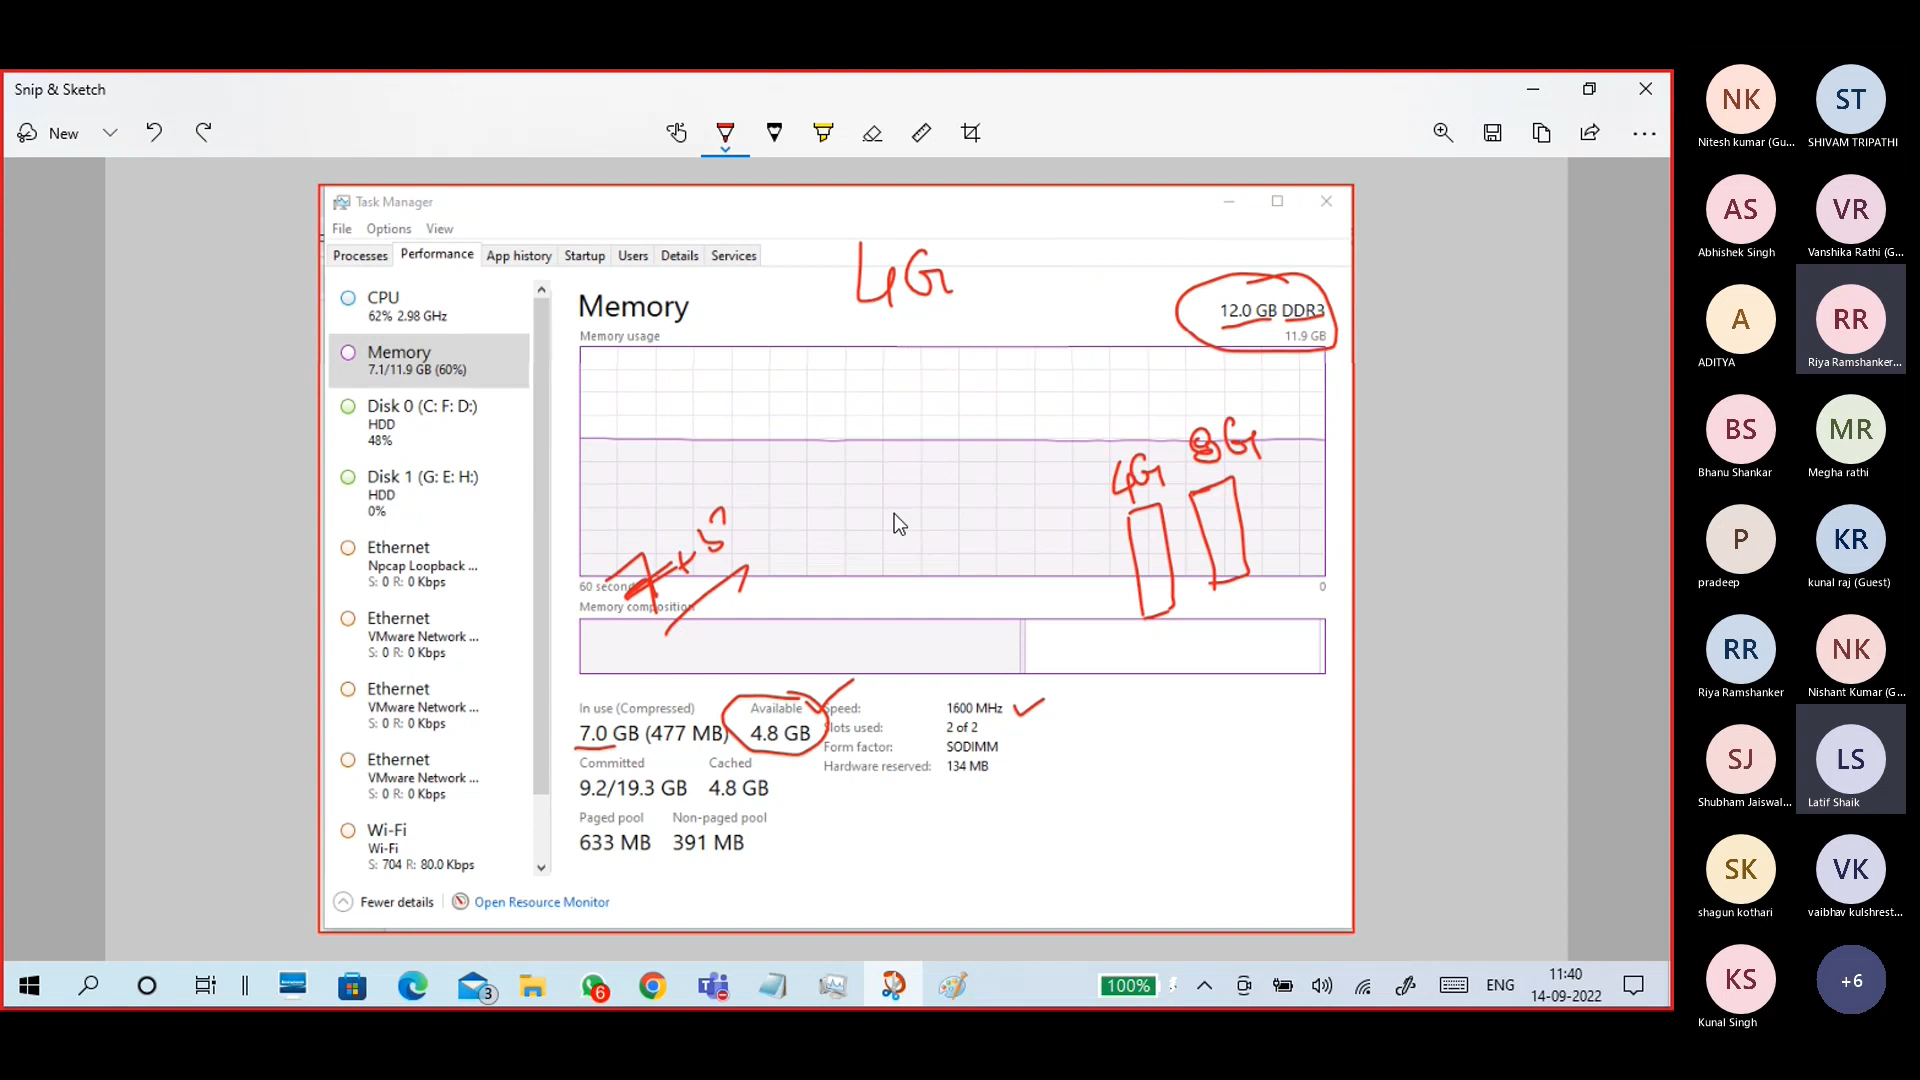 Snip & Sketch
New
Task Manager
File Options View
Processes Performance App history Startup Users Details Services
4G
CPU
62% 2.98 GHz
Memory
7.1/11.9 GB (60%)
Disk 0 (C: F: D:)
HDD
48%
Disk 1 (G: E: H:)
HDD
0%
Ethernet
Npcap Loopback ...
S: 0 R: 0 Kbps
Ethernet
VMware Network ...
S: 0 R: 0 Kbps
Ethernet
VMware Network ...
S: 0 R: 0 Kbps
Ethernet
VMware Network ...
S: 0 R: 0 Kbps
Wi-Fi
Wi-Fi
S: 704 R: 80.0 Kbps
Memory 12.0 GB DDR3
Memory usage 11.9 GB
4G 8G
7+5
60 seconds 0
Memory composition
In use (Compressed) Available
7.0 GB (477 MB) 4.8 GB
Committed Cached
9.2/19.3 GB 4.8 GB
Paged pool Non-paged pool
633 MB 391 MB
Speed: 1600 MHz
Slots used: 2 of 2
Form factor: SODIMM
Hardware reserved: 134 MB
Fewer details Open Resource Monitor
3
6
100%
ENG
11:40
14-09-2022
NK ST
Nitesh kumar (Gu... SHIVAM TRIPATHI
AS VR
Abhishek Singh Vanshika Rathi (G...
A RR
ADITYA Riya Ramshanker...
BS MR
Bhanu Shankar Megha rathi
P KR
pradeep kunal raj (Guest)
RR NK
Riya Ramshanker Nishant Kumar (G...
SJ LS
Shubham Jaiswal... Latif Shaik
SK VK
shagun kothari vaibhav kulshrest...
KS +6
Kunal Singh